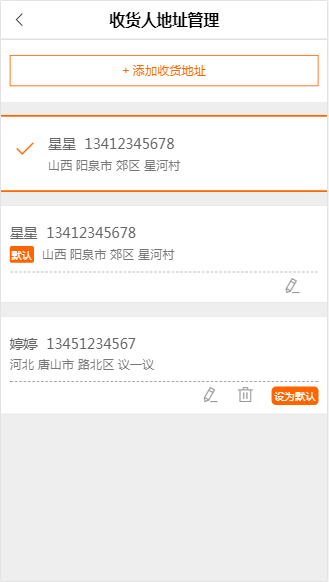 收货人地址管理
+ 添加收货地址
星星 13412345678
山西 阳泉市 郊区 星河村
星星 13412345678
默认 山西 阳泉市 郊区 星河村
婷婷 13451234567
河北 唐山市 路北区 议一议
设为默认